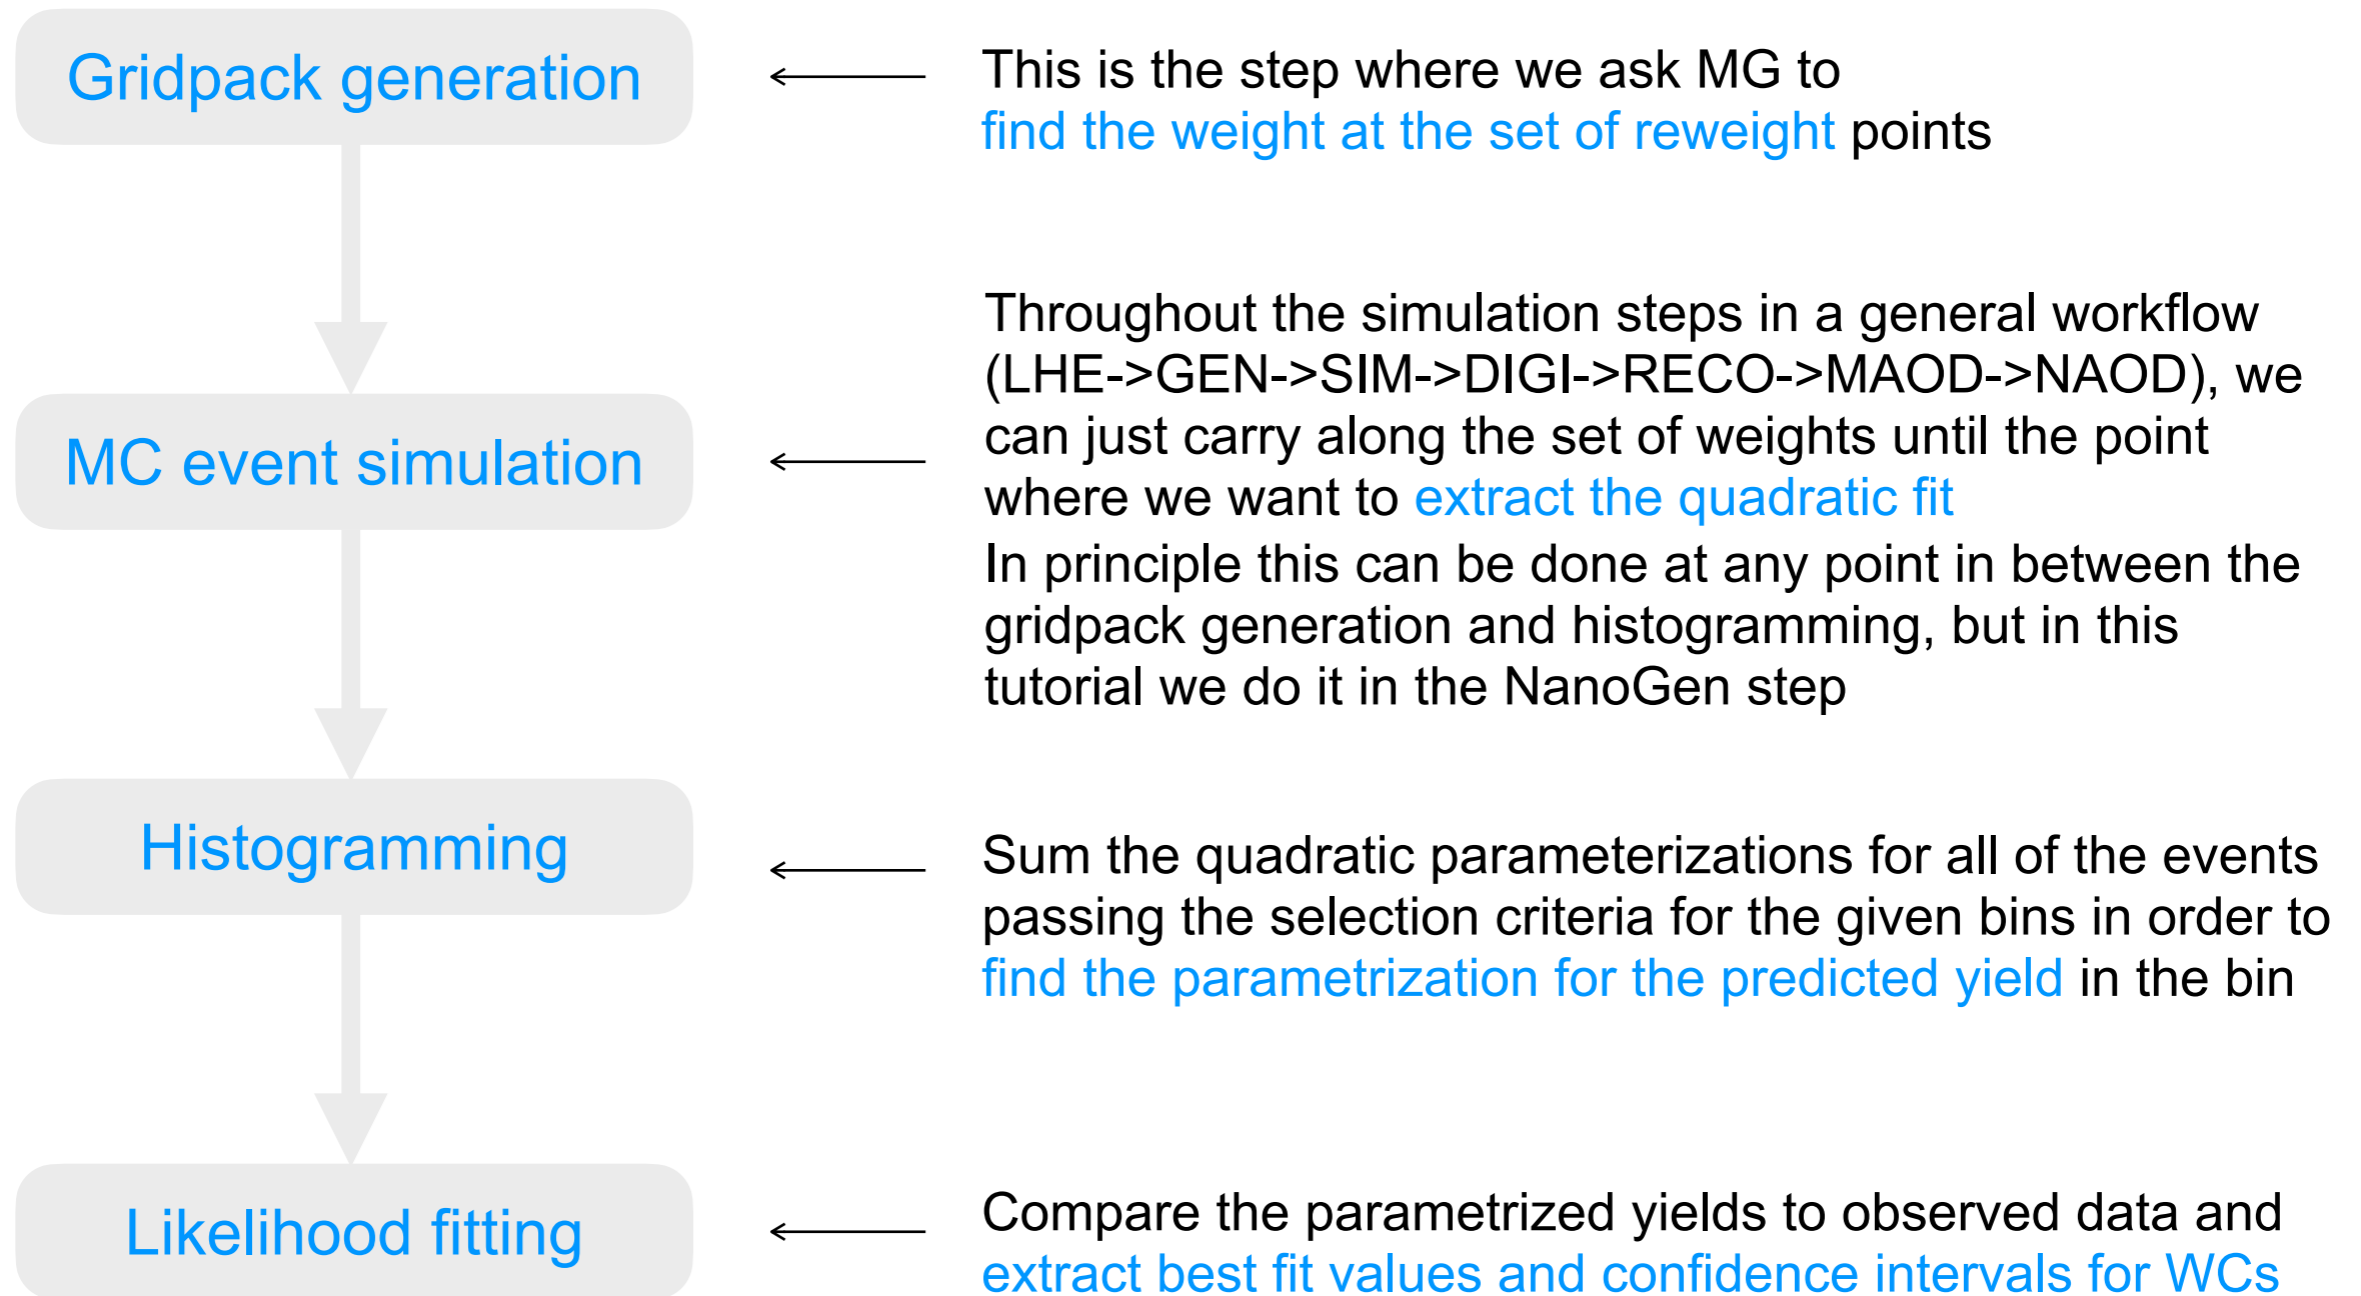 Gridpack generation
This is the step where we ask MG to
find the weight at the set of reweight points
MC event simulation
Throughout the simulation steps in a general workflow
(LHE->GEN->SIM->DIGI->RECO->MAOD->NAOD), we
can just carry along the set of weights until the point
where we want to extract the quadratic fit
In principle this can be done at any point in between the
gridpack generation and histogramming, but in this
tutorial we do it in the NanoGen step
Histogramming
Sum the quadratic parameterizations for all of the events
passing the selection criteria for the given bins in order to
find the parametrization for the predicted yield in the bin
Likelihood fitting
Compare the parametrized yields to observed data and
extract best fit values and confidence intervals for WCs